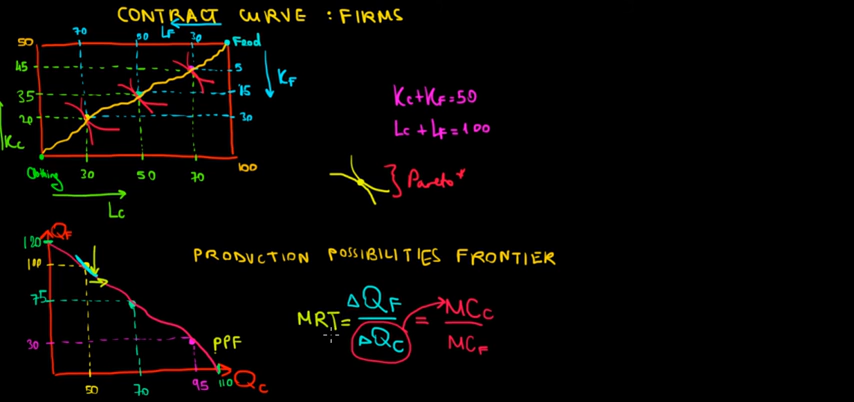 CONTRACT CURVE : FIRMS
70 50 30 LF
50 Food
45 5 KF
35 15 KC+KF=50
20 30 LC+LF=100
KC
100
Clothing 30 50 70
LC
} Pareto*
QF
120
100
75
30
PPF
50 70 95 110 QC
PRODUCTION POSSIBILITIES FRONTIER
MRT= ΔQF / ΔQC = MCC / MCF